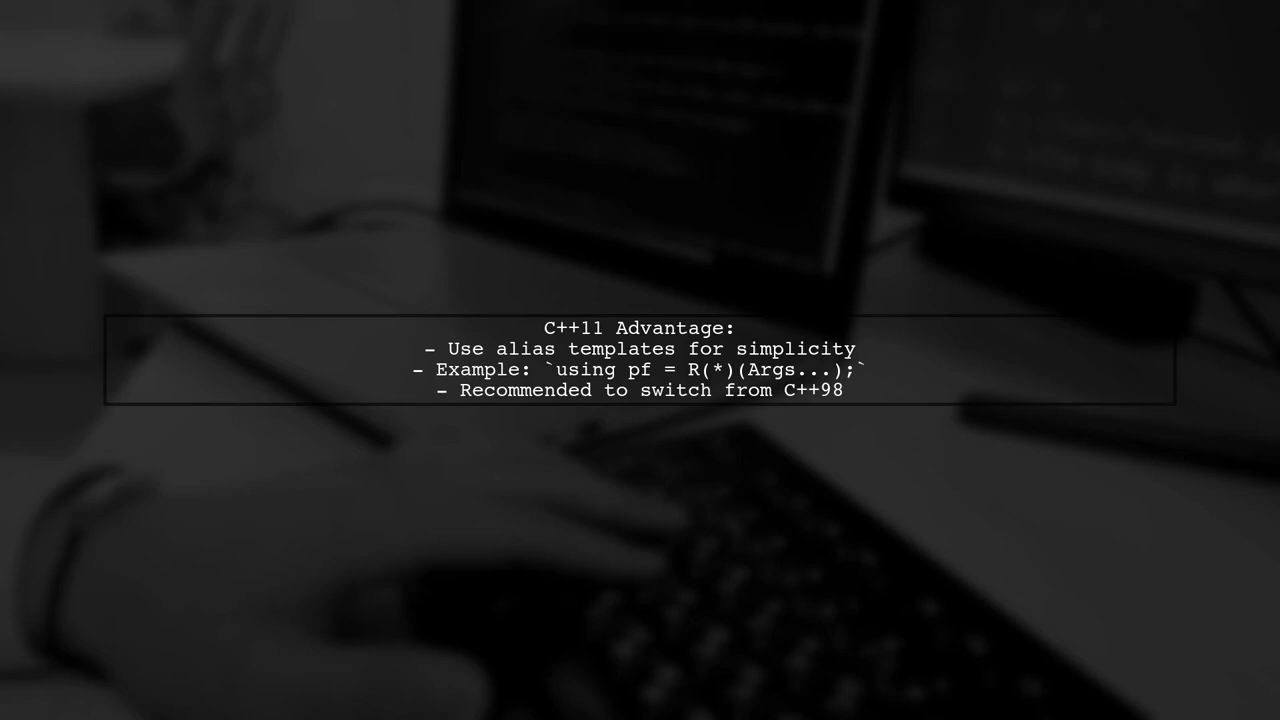 C++11 Advantage:
- Use alias templates for simplicity
- Example: `using pf = R(*)(Args...);`
- Recommended to switch from C++98